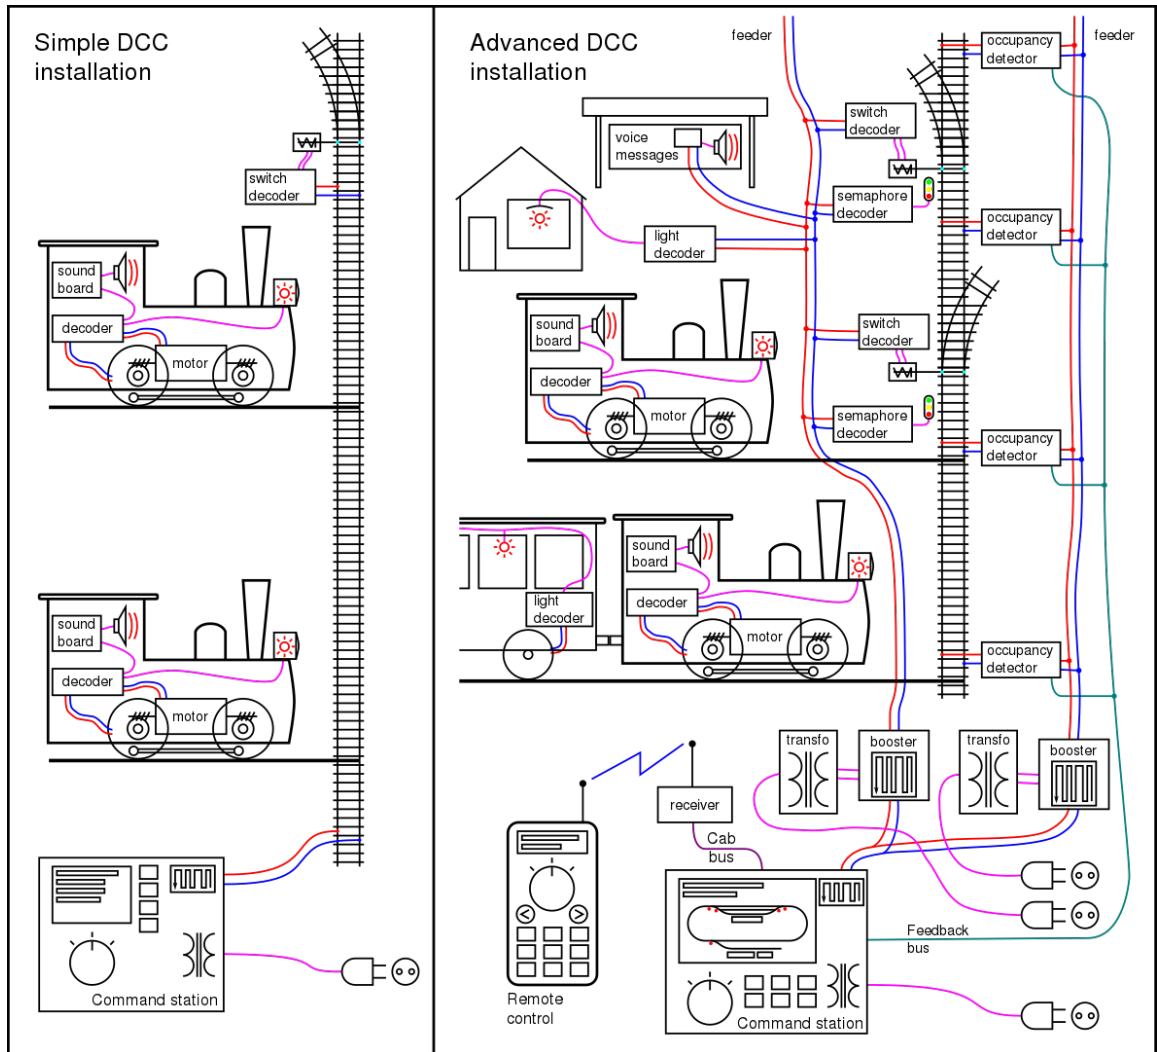 Simple DCC
installation
switch
decoder
sound
board
decoder
motor
sound
board
decoder
motor
Command station
Advanced DCC
installation
feeder
feeder
occupancy
detector
voice
messages
switch
decoder
semaphore
decoder
light
decoder
occupancy
detector
sound
board
decoder
motor
switch
decoder
semaphore
decoder
occupancy
detector
sound
board
light
decoder
decoder
motor
occupancy
detector
transfo
booster
transfo
booster
receiver
Cab
bus
< >
Remote
control
Feedback
bus
Command station